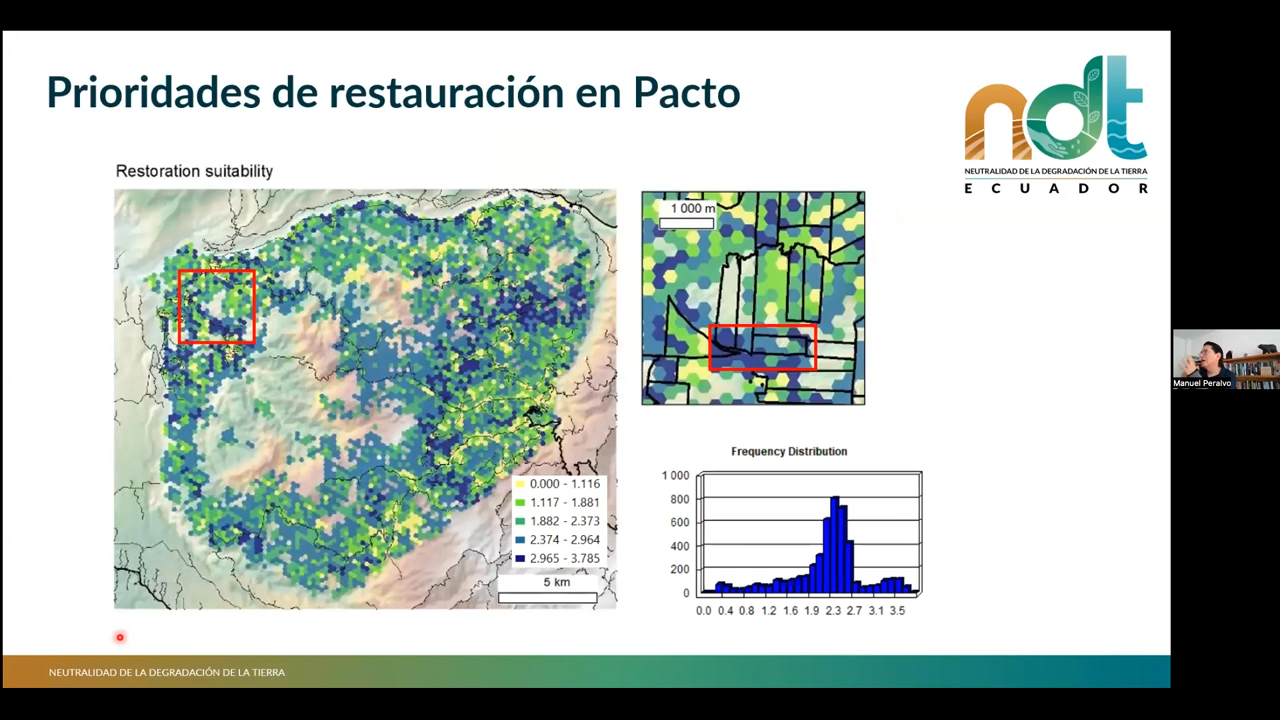 Prioridades de restauración en Pacto
ndt
NEUTRALIDAD DE LA DEGRADACIÓN DE LA TIERRA
ECUADOR
Restoration suitability
0.000 - 1.116
1.117 - 1.881
1.882 - 2.373
2.374 - 2.964
2.965 - 3.785
5 km
1 000 m
Frequency Distribution
1 000
800
600
400
200
0
0.0 0.4 0.8 1.2 1.6 1.9 2.3 2.7 3.1 3.5
Manuel Peralvo
NEUTRALIDAD DE LA DEGRADACIÓN DE LA TIERRA